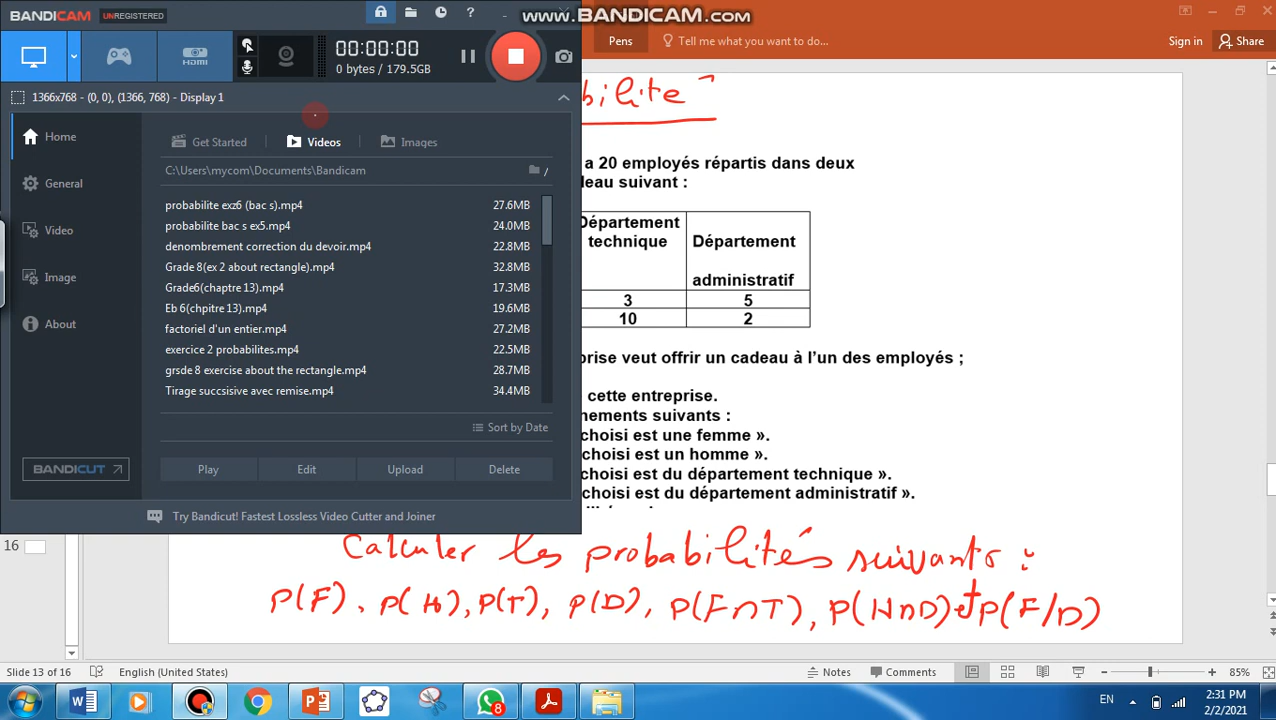 BANDICAM UNREGISTERED
www.BANDICAM.com
00:00:00
0 bytes / 179.5GB
HDMI
Pens
Tell me what you want to do...
Sign in
Share
1366x768 - (0, 0), (1366, 768) - Display 1
Home
General
Video
Image
About
BANDICUT
Get Started
Videos
Images
C:\Users\mycom\Documents\Bandicam
probabilite exz6 (bac s).mp4 27.6MB
probabilite bac s ex5.mp4 24.0MB
denombrement correction du devoir.mp4 22.8MB
Grade 8(ex 2 about rectangle).mp4 32.8MB
Grade6(chaptre 13).mp4 17.3MB
Eb 6(chpitre 13).mp4 19.6MB
factoriel d'un entier.mp4 27.2MB
exercice 2 probabilites.mp4 22.5MB
grsde 8 exercise about the rectangle.mp4 28.7MB
Tirage succsisive avec remise.mp4 34.4MB
Sort by Date
Play Edit Upload Delete
Try Bandicut! Fastest Lossless Video Cutter and Joiner
bilite
a 20 employés répartis dans deux
eau suivant :
Département
technique
Département
administratif
3 5
10 2
prise veut offrir un cadeau à l'un des employés ;
cette entreprise.
nements suivants :
choisi est une femme ».
choisi est un homme ».
choisi est du département technique ».
choisi est du département administratif ».
Calculer les probabilités suivants :
P(F), P(H), P(T), P(D), P(F∩T), P(H∩D) et P(F/D)
16
Slide 13 of 16
English (United States)
Notes
Comments
85%
8
EN
2:31 PM
2/2/2021